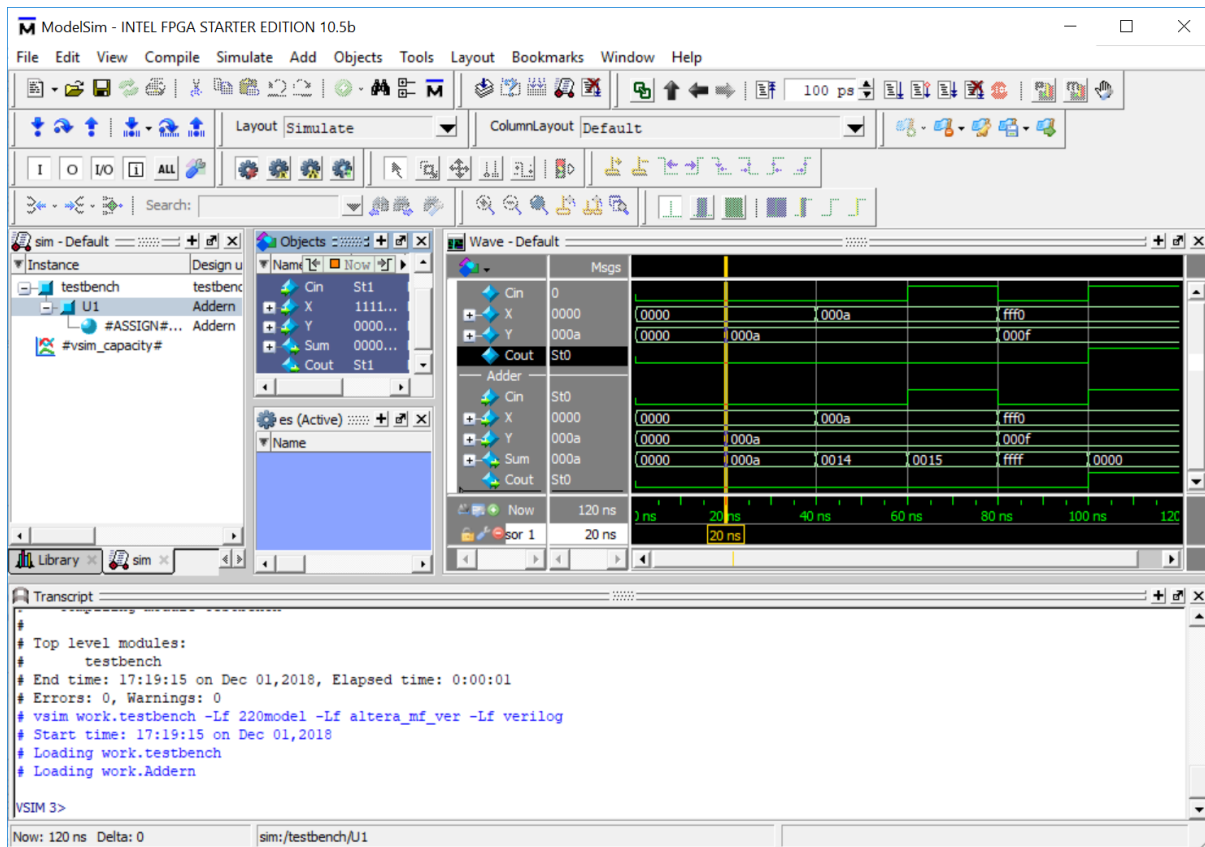 ModelSim - INTEL FPGA STARTER EDITION 10.5b
File Edit View Compile Simulate Add Objects Tools Layout Bookmarks Window Help
100 ps
Layout Simulate ColumnLayout Default
I O I/O i ALL
Search:
sim - Default
Instance Design u
testbench testbenc
U1 Addern
#ASSIGN#... Addern
#vsim_capacity#
Library sim
Objects
Name Now
Cin St1
X 1111...
Y 0000...
Sum 0000...
Cout St1
es (Active)
Name
Wave - Default
Msgs
Cin 0
X 0000 0000 000a fff0
Y 000a 0000 000a 000f
Cout St0
Adder
Cin St0
X 0000 0000 000a fff0
Y 000a 0000 000a 000f
Sum 000a 0000 000a 0014 0015 ffff 0000
Cout St0
Now 120 ns ns 20 ns 40 ns 60 ns 80 ns 100 ns 120
sor 1 20 ns 20 ns
Transcript
#
# Top level modules:
# testbench
# End time: 17:19:15 on Dec 01,2018, Elapsed time: 0:00:01
# Errors: 0, Warnings: 0
# vsim work.testbench -Lf 220model -Lf altera_mf_ver -Lf verilog
# Start time: 17:19:15 on Dec 01,2018
# Loading work.testbench
# Loading work.Addern
VSIM 3>
Now: 120 ns Delta: 0 sim:/testbench/U1